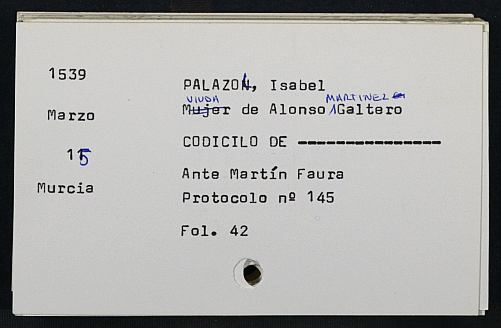 1539
Marzo
15
Murcia
PALAZOL, Isabel
VIUDA MARTINEZ
Mujer de Alonso Galtero
CODICILO DE ---------------
Ante Martín Faura
Protocolo nº 145
Fol. 42